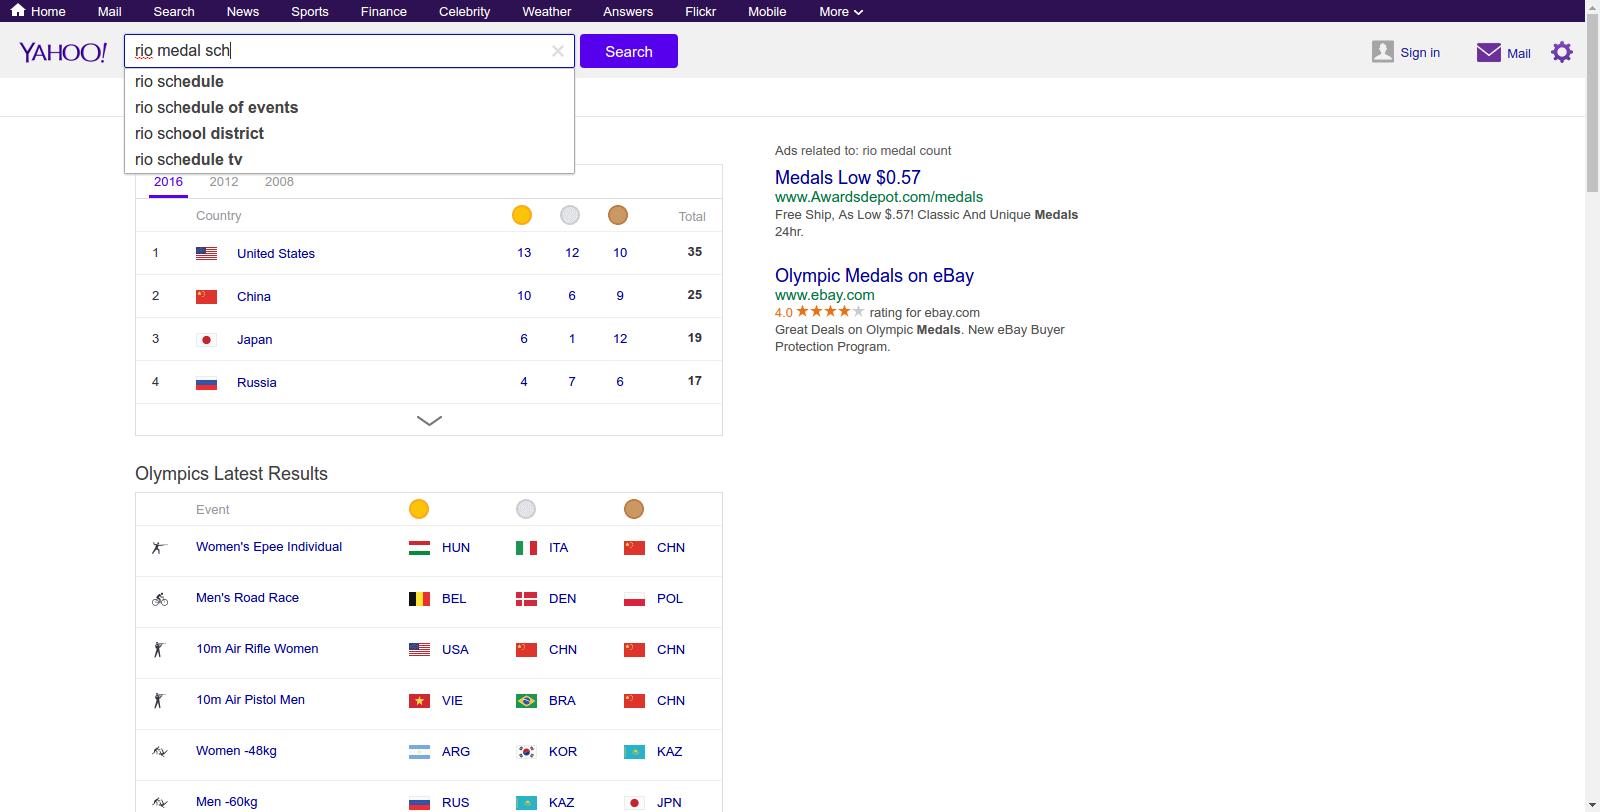 Home Mail Search News Sports Finance Celebrity Weather Answers Flickr Mobile More
YAHOO! rio medal sch Search Sign in Mail
rio schedule
rio schedule of events
rio school district
rio schedule tv
2016 2012 2008
Country Total
1 United States 13 12 10 35
2 China 10 6 9 25
3 Japan 6 1 12 19
4 Russia 4 7 6 17
Olympics Latest Results
Event
Women's Epee Individual HUN ITA CHN
Men's Road Race BEL DEN POL
10m Air Rifle Women USA CHN CHN
10m Air Pistol Men VIE BRA CHN
Women -48kg ARG KOR KAZ
Men -60kg RUS KAZ JPN
Ads related to: rio medal count
Medals Low $0.57
www.Awardsdepot.com/medals
Free Ship, As Low $.57! Classic And Unique Medals
24hr.
Olympic Medals on eBay
www.ebay.com
4.0 rating for ebay.com
Great Deals on Olympic Medals. New eBay Buyer
Protection Program.